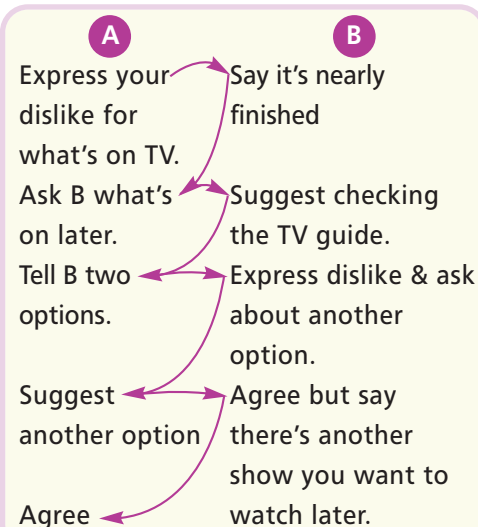 A
B
Express your
dislike for
what's on TV.
Say it's nearly
finished
Ask B what's
on later.
Suggest checking
the TV guide.
Tell B two
options.
Express dislike & ask
about another
option.
Suggest
another option
Agree but say
there's another
show you want to
watch later.
Agree